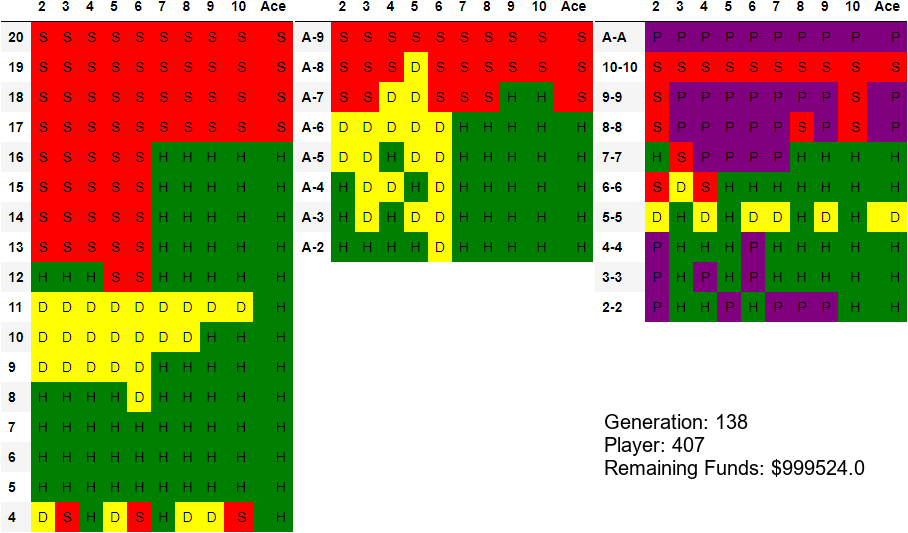 2 3 4 5 6 7 8 9 10 Ace
20 S S S S S S S S S S
19 S S S S S S S S S S
18 S S S S S S S S S S
17 S S S S S S S S S S
16 S S S S S H H H H H
15 S S S S S H H H H H
14 S S S S S H H H H H
13 S S S S S H H H H H
12 H H H S S H H H H H
11 D D D D D D D D D H
10 D D D D D D D H H H
9 D D D D D H H H H H
8 H H H H D H H H H H
7 H H H H H H H H H H
6 H H H H H H H H H H
5 H H H H H H H H H H
4 D S H D S H D D S H
2 3 4 5 6 7 8 9 10 Ace
A-9 S S S S S S S S S S
A-8 S S S D S S S S S S
A-7 S S D D S S S H H S
A-6 D D D D D H H H H H
A-5 D D H D D H H H H H
A-4 H D D H D H H H H H
A-3 H D H D D H H H H H
A-2 H H H H D H H H H H
2 3 4 5 6 7 8 9 10 Ace
A-A P P P P P P P P P P
10-10 S S S S S S S S S S
9-9 S P P P P P P P S P
8-8 S P P P P P S P S P
7-7 H S P P P P H H H H
6-6 S D S H H H H H H H
5-5 D H D H D D H D H D
4-4 P H H H P H H H H H
3-3 P H P H P H H H H H
2-2 P H H P H P P P H H
Generation: 138
Player: 407
Remaining Funds: $999524.0